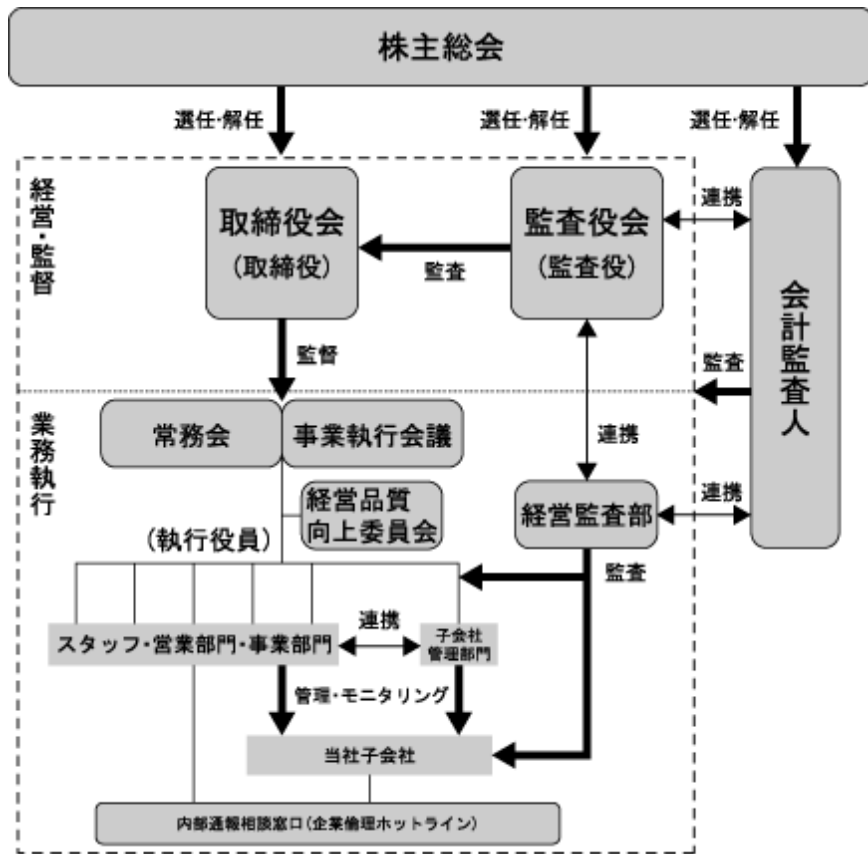 株主総会
選任・解任
選任・解任
選任・解任
経営・監督
取締役会
(取締役)
監査
監査役会
(監査役)
連携
会計監査人
監督
監査
業務執行
常務会
事業執行会議
連携
経営品質
向上委員会
経営監査部
連携
(執行役員)
監査
スタッフ・営業部門・事業部門
連携
子会社
管理部門
管理・モニタリング
当社子会社
内部通報相談窓口(企業倫理ホットライン)